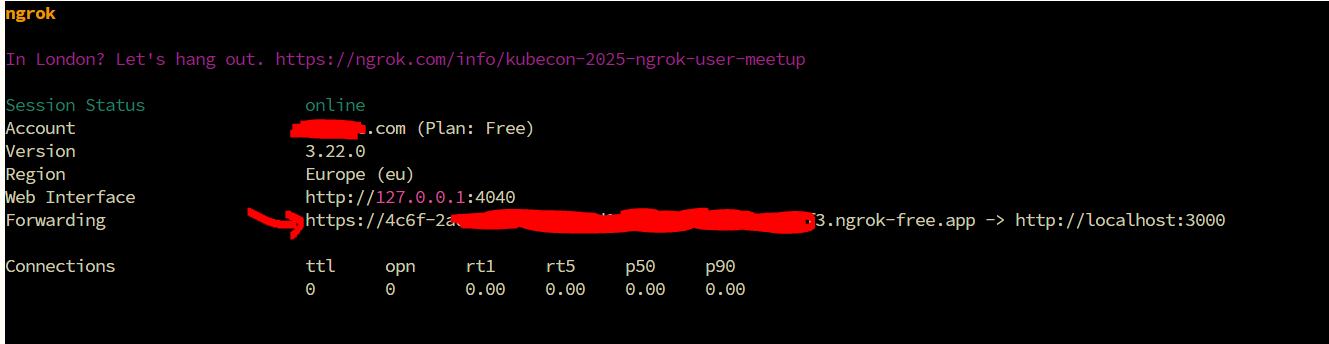 ngrok
In London? Let's hang out. https://ngrok.com/info/kubecon-2025-ngrok-user-meetup
Session Status online
Account .com (Plan: Free)
Version 3.22.0
Region Europe (eu)
Web Interface http://127.0.0.1:4040
Forwarding https://4c6f-2a 3.ngrok-free.app -> http://localhost:3000
Connections ttl opn rt1 rt5 p50 p90
0 0 0.00 0.00 0.00 0.00